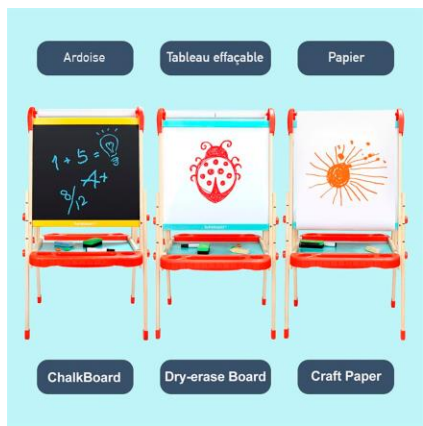 Ardoise
Tableau effaçable
Papier
1 + 5 =
A+
8/12
ChalkBoard
Dry-erase Board
Craft Paper